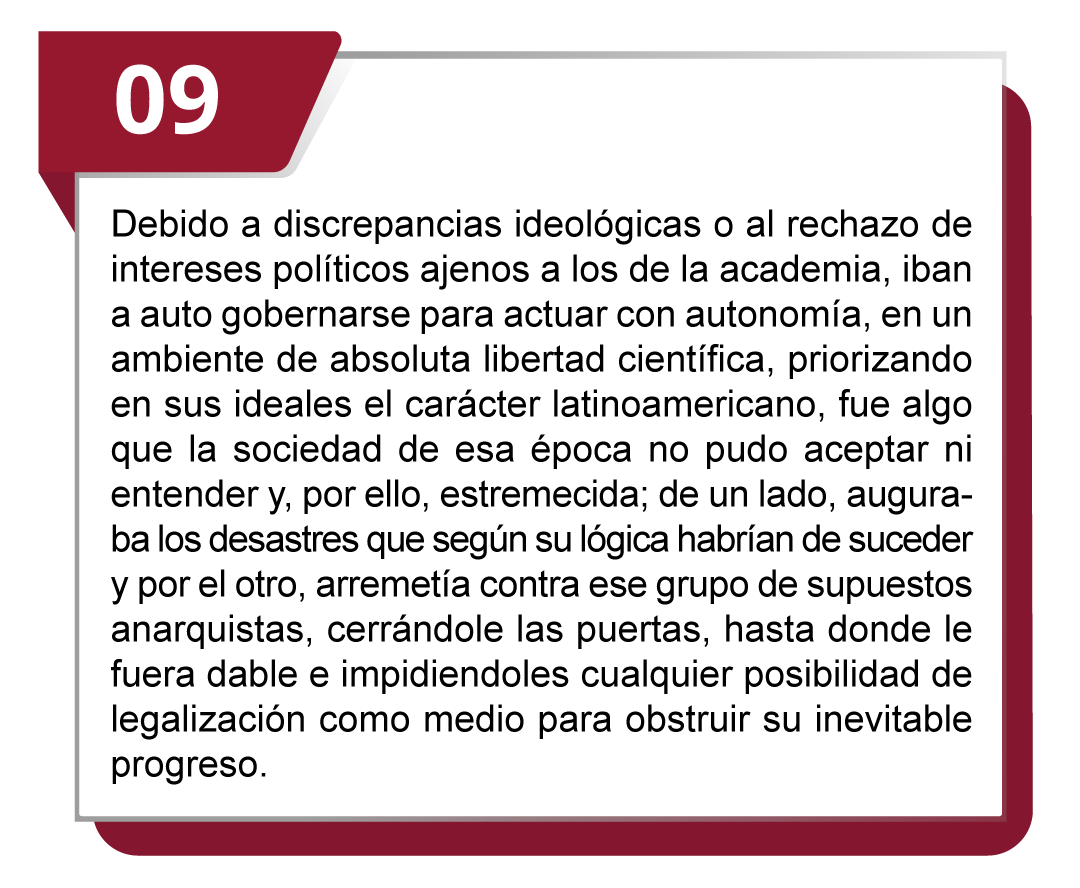 09
Debido a discrepancias ideológicas o al rechazo de
intereses políticos ajenos a los de la academia, iban
a auto gobernarse para actuar con autonomía, en un
ambiente de absoluta libertad científica, priorizando
en sus ideales el carácter latinoamericano, fue algo
que la sociedad de esa época no pudo aceptar ni
entender y, por ello, estremecida; de un lado, augura-
ba los desastres que según su lógica habrían de suceder
y por el otro, arremetía contra ese grupo de supuestos
anarquistas, cerrándole las puertas, hasta donde le
fuera dable e impidiendoles cualquier posibilidad de
legalización como medio para obstruir su inevitable
progreso.